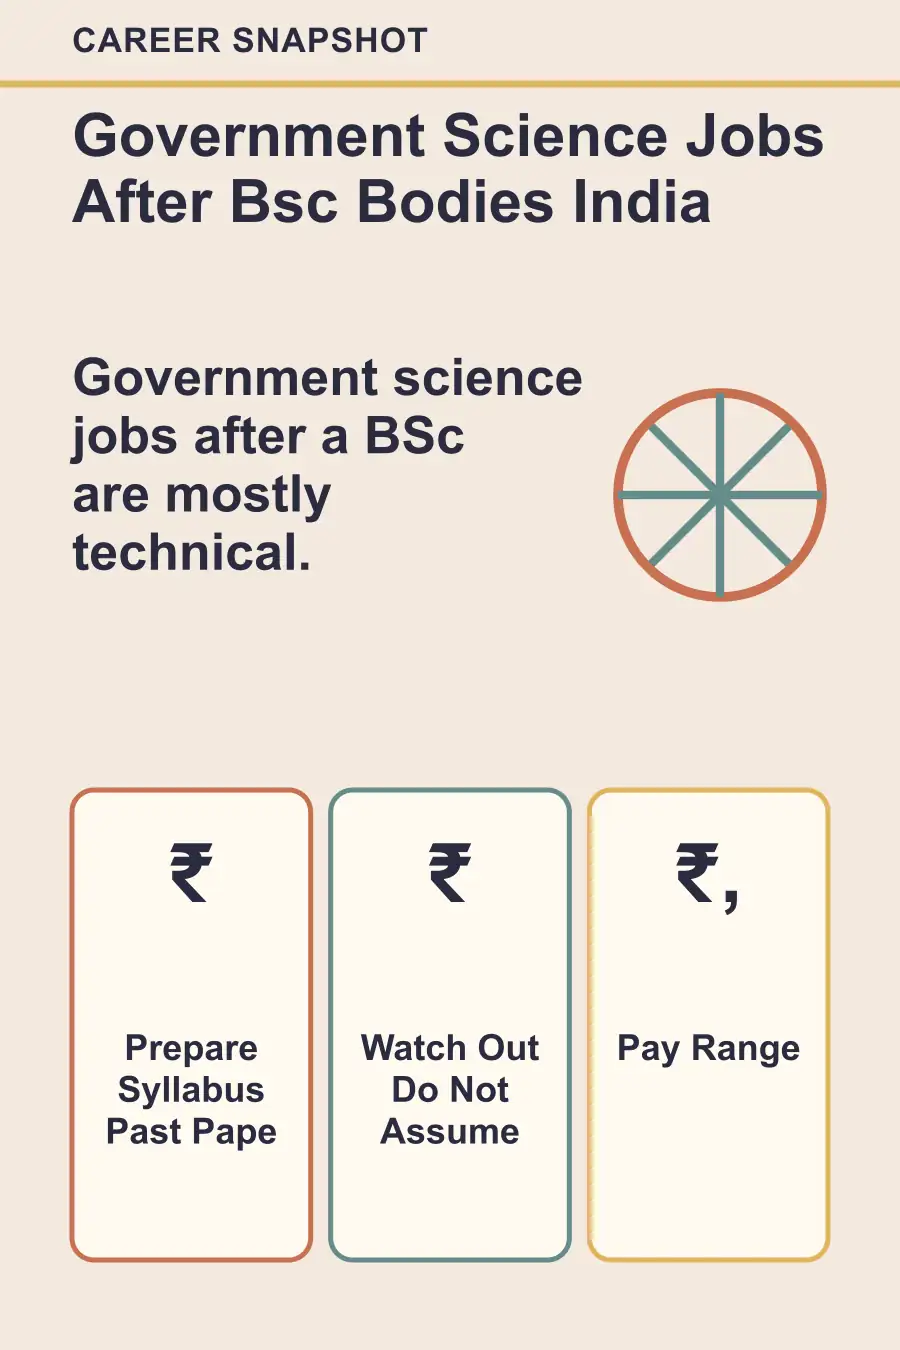 CAREER SNAPSHOT
Government Science Jobs
After Bsc Bodies India
Government science
jobs after a BSc
are mostly
technical.
₹
Prepare
Syllabus
Past Pape
₹
Watch Out
Do Not
Assume
₹,
Pay Range